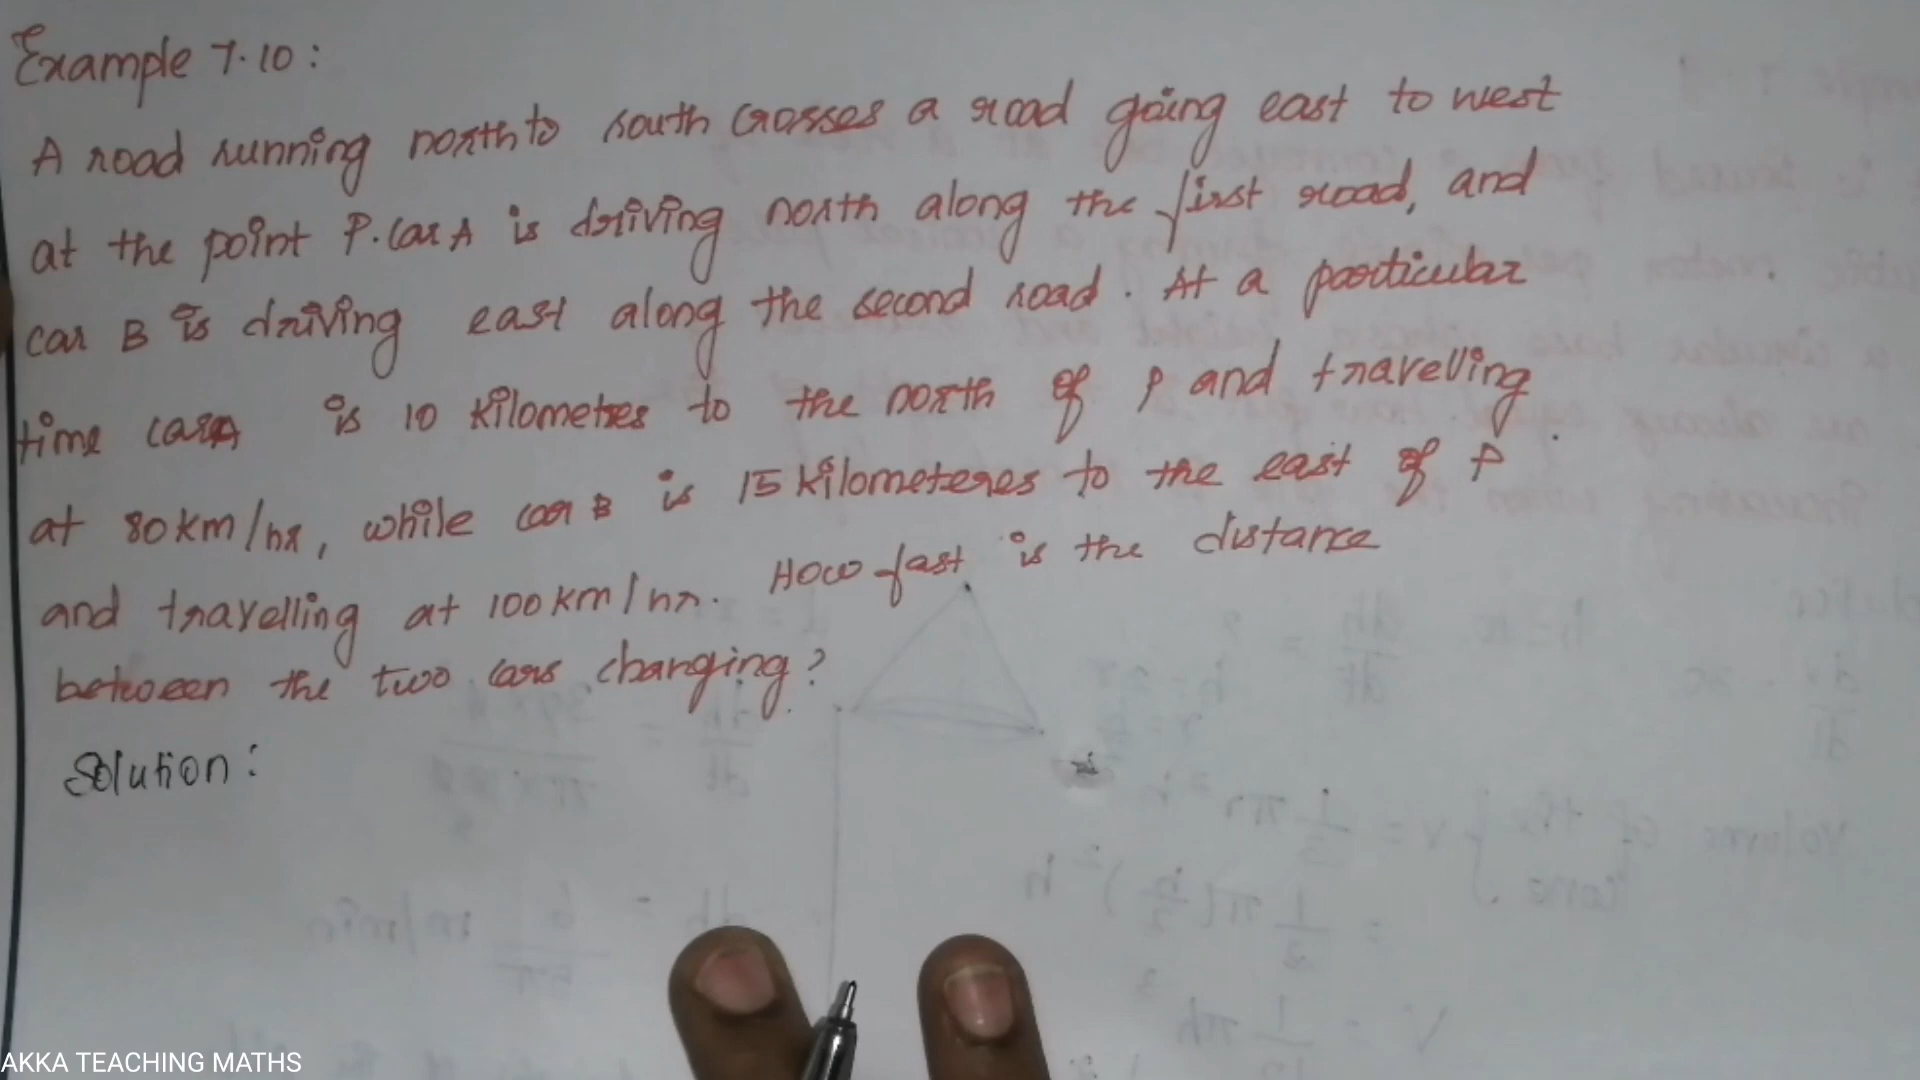 Example 7.10:
A road running north to south crosses a road going east to west
at the point P. Car A is driving north along the first road, and
car B is driving east along the second road. At a particular
time car A is 10 kilometres to the north of P and travelling
at 80 km/hr, while car B is 15 kilometeres to the east of P
and travelling at 100 km/hr. How fast is the distance
between the two cars changing?
Solution:
AKKA TEACHING MATHS